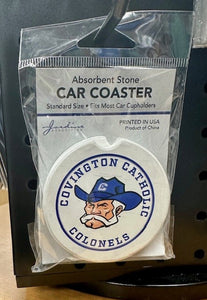 Absorbent Stone
CAR COASTER
Standard Size • Fits Most Car Cupholders
Jardine
PRINTED IN USA
Product of China
COVINGTON CATHOLIC
C
COLONELS